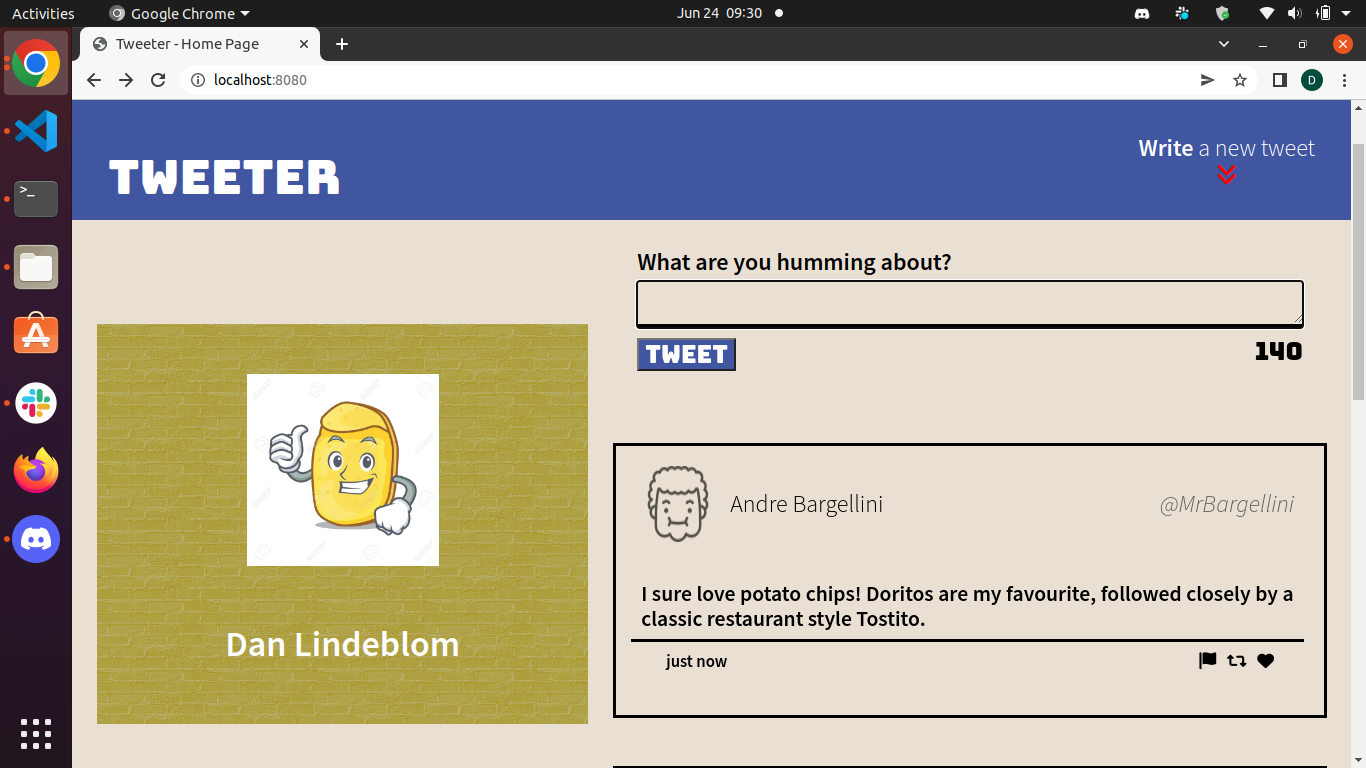 Activities
Google Chrome
Jun 24 09:30
Tweeter - Home Page
localhost:8080
D
TWEETER
Write a new tweet
What are you humming about?
TWEET
140
Dan Lindeblom
Andre Bargellini
@MrBargellini
I sure love potato chips! Doritos are my favourite, followed closely by a
classic restaurant style Tostito.
just now